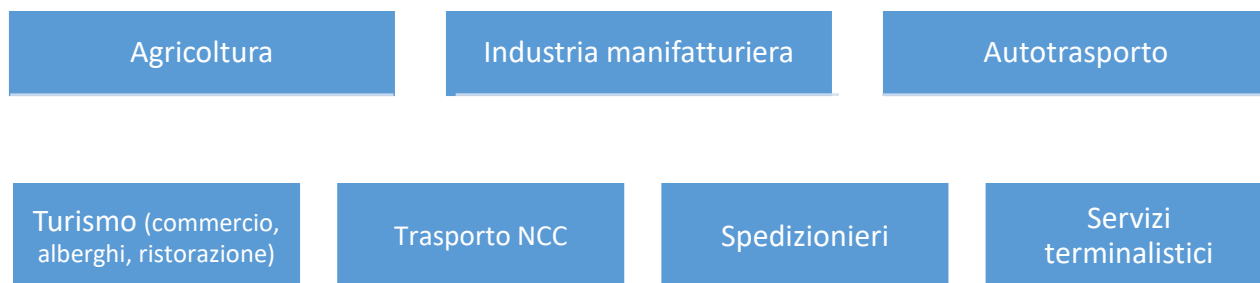 Agricoltura
Industria manifatturiera
Autotrasporto
Turismo (commercio,
alberghi, ristorazione)
Trasporto NCC
Spedizionieri
Servizi
terminalistici